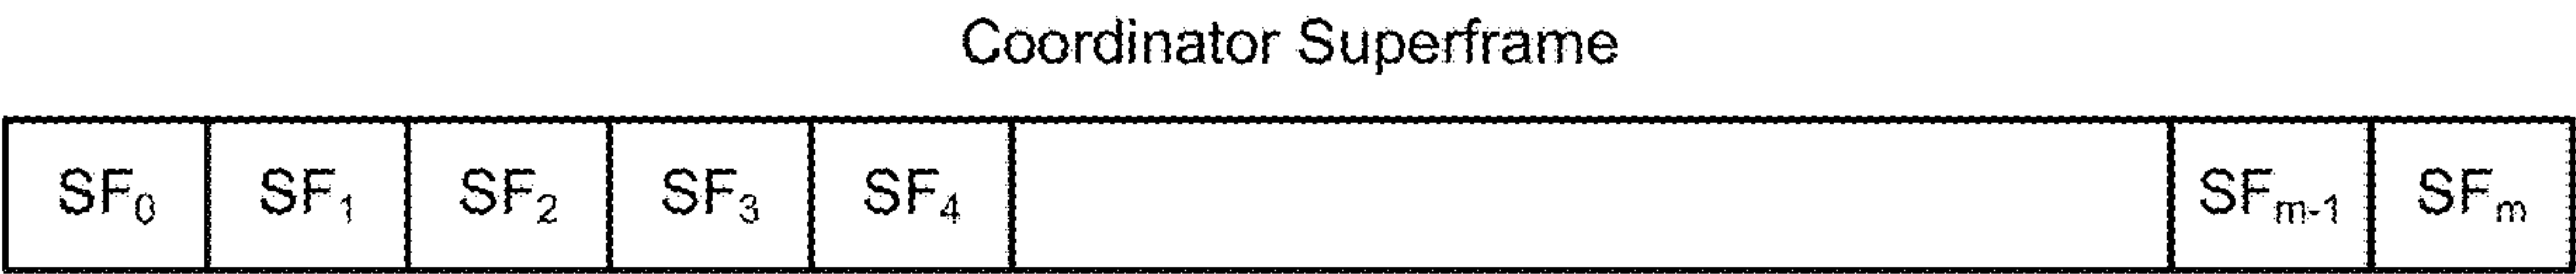 Coordinator Superframe
SF₀ SF₁ SF₂ SF₃ SF₄ SFₘ₋₁ SFₘ